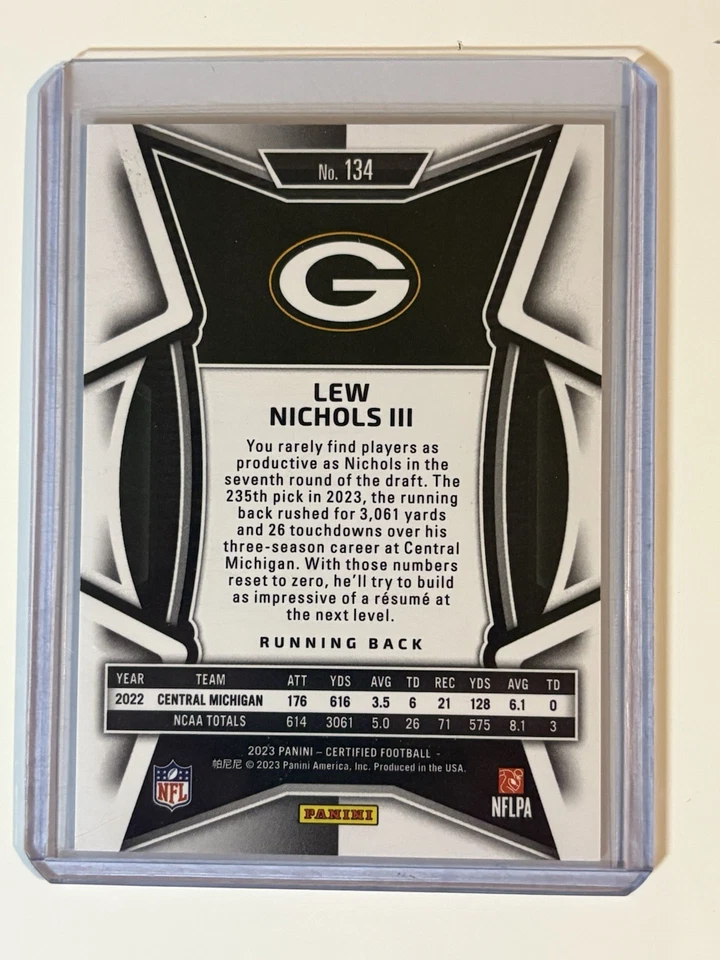 No. 134
G
LEW
NICHOLS III
You rarely find players as
productive as Nichols in the
seventh round of the draft. The
235th pick in 2023, the running
back rushed for 3,061 yards
and 26 touchdowns over his
three-season career at Central
Michigan. With those numbers
reset to zero, he'll try to build
as impressive of a résumé at
the next level.
RUNNING BACK
YEAR TEAM ATT YDS AVG TD REC YDS AVG TD
2022 CENTRAL MICHIGAN 176 616 3.5 6 21 128 6.1 0
NCAA TOTALS 614 3061 5.0 26 71 575 8.1 3
2023 PANINI – CERTIFIED FOOTBALL -
帕尼尼 © 2023 Panini America, Inc. Produced in the USA.
NFL
NFLPA
PANINI